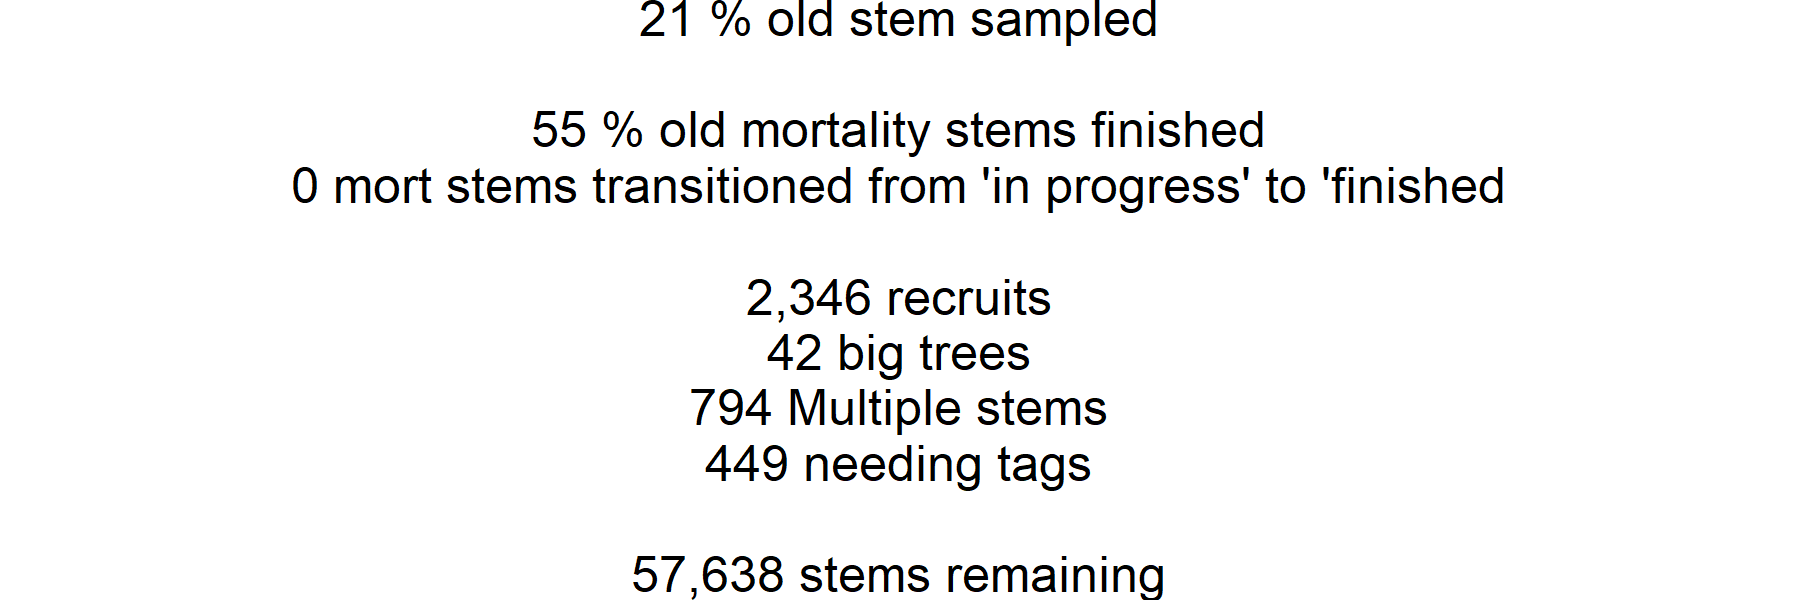 21 % old stem sampled
55 % old mortality stems finished
0 mort stems transitioned from 'in progress' to 'finished
2,346 recruits
42 big trees
794 Multiple stems
449 needing tags
57,638 stems remaining